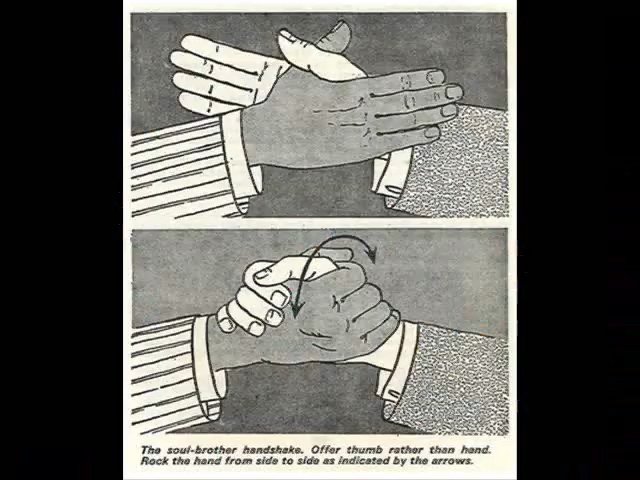 The soul-brother handshake. Offer thumb rather than hand.
Rock the hand from side to side as indicated by the arrows.